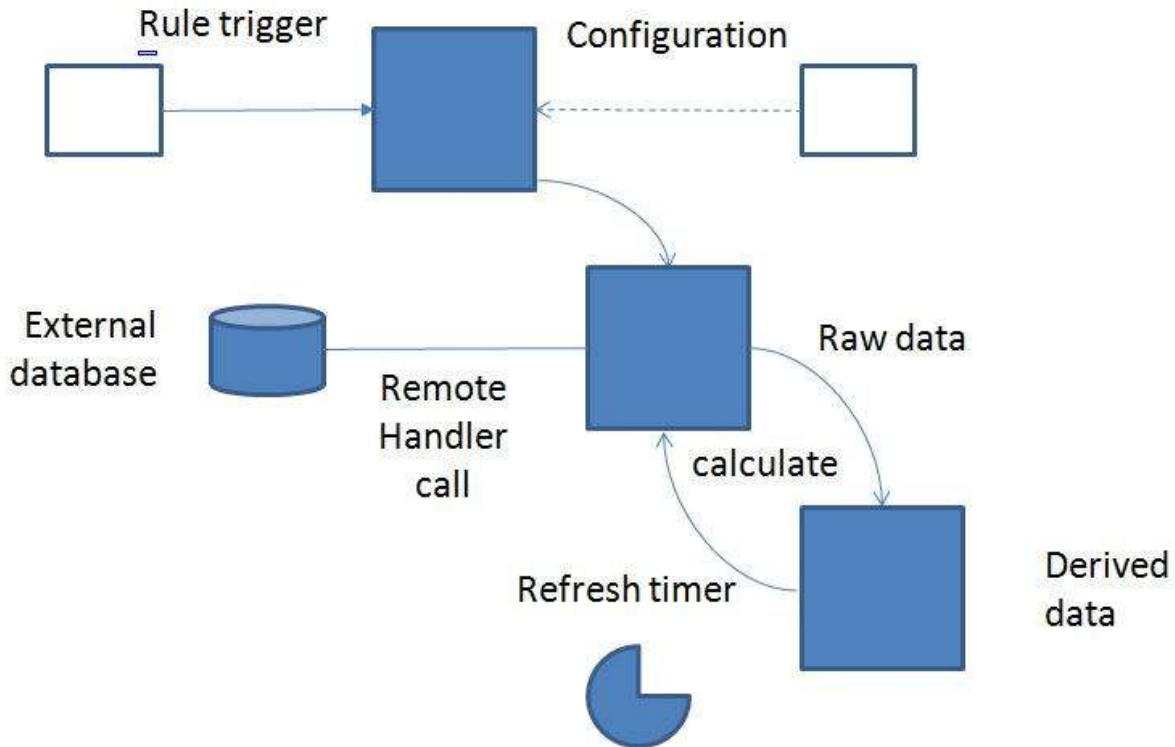 Rule trigger
Configuration
External
database
Remote
Handler
call
Raw data
calculate
Refresh timer
Derived
data